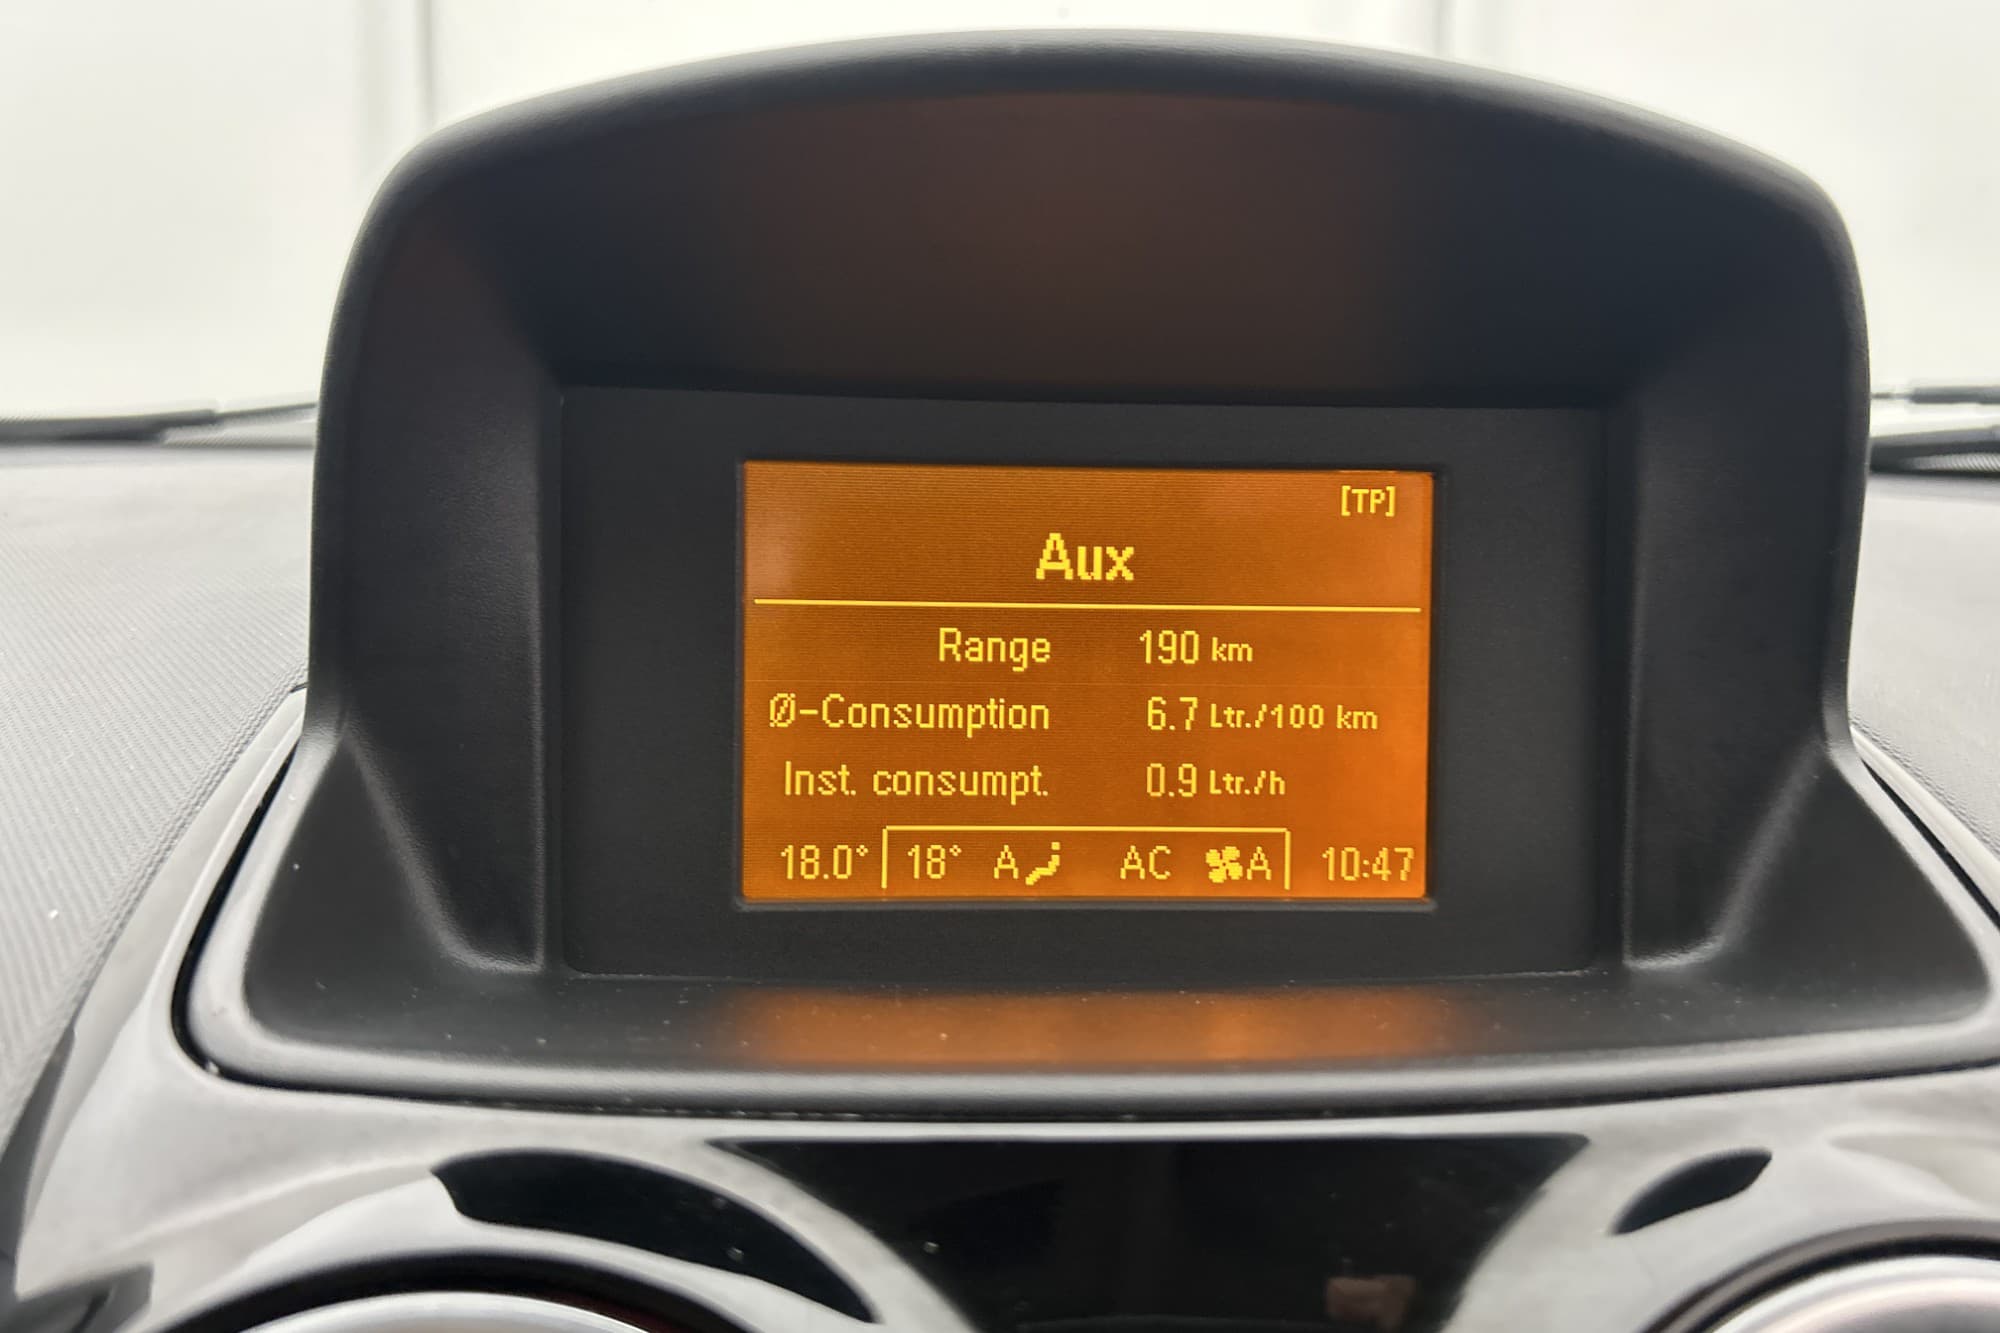 [TP]
Aux
Range 190 km
Ø-Consumption 6.7 Ltr./100 km
Inst. consumpt. 0.9 Ltr./h
18.0° 18° A AC A 10:47